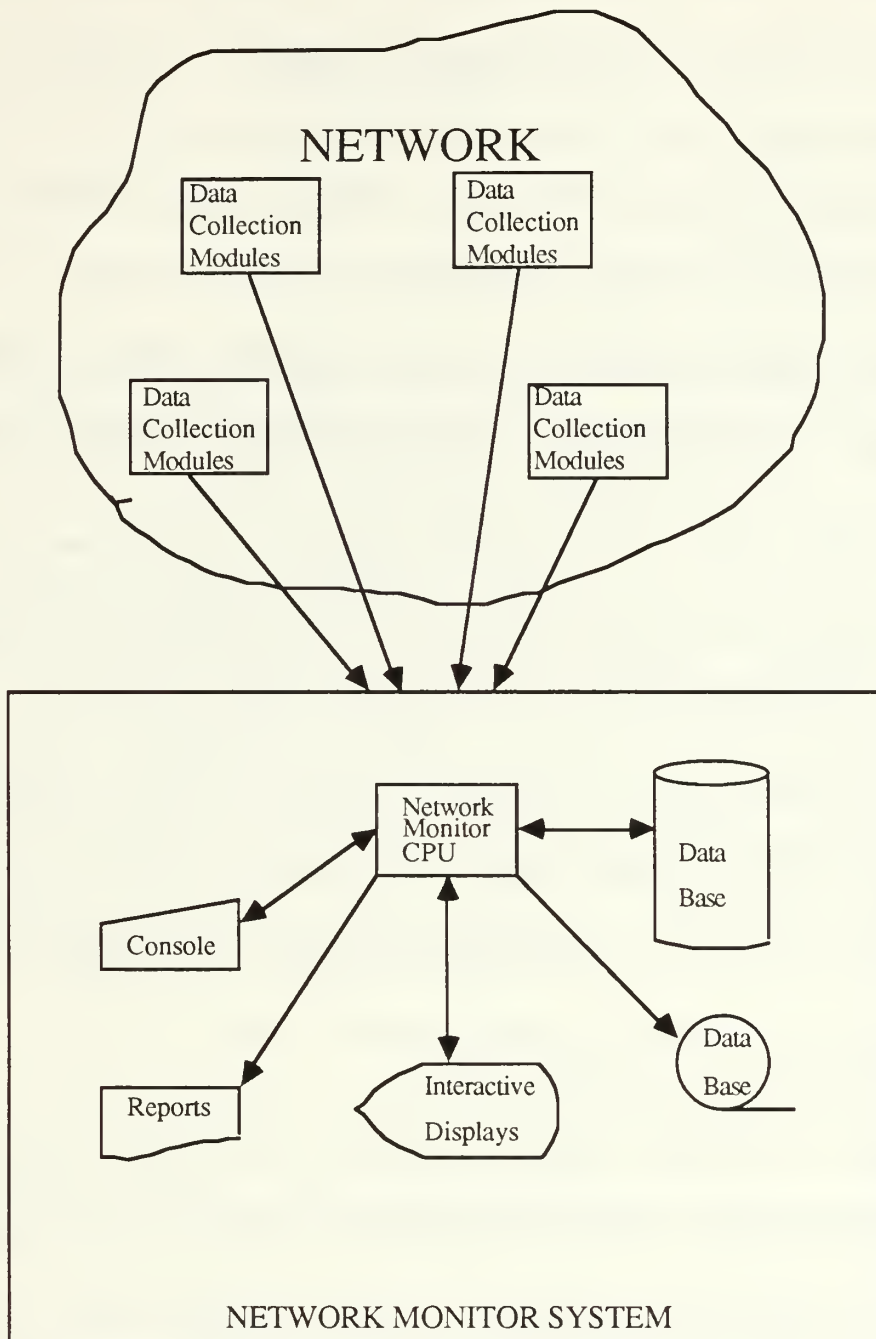 NETWORK
Data
Collection
Modules
Data
Collection
Modules
Data
Collection
Modules
Data
Collection
Modules
Network
Monitor
CPU
Data
Base
Console
Data
Base
Reports
Interactive
Displays
NETWORK MONITOR SYSTEM